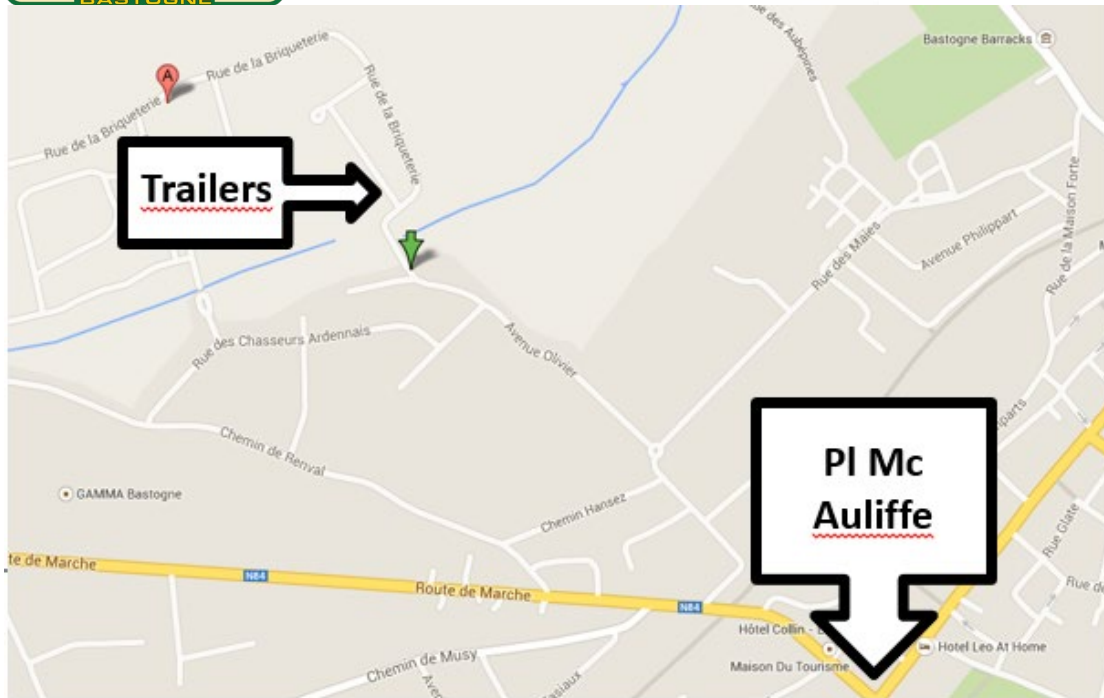 BASTOGNE
Rue des Aubépines
Bastogne Barracks
A
Rue de la Briqueterie
Rue de la Briqueterie
Rue de la Briqueterie
Trailers
Rue de la Maison Forte
Avenue Philippart
Rue des Maies
Rue des Chasseurs Ardennais
Avenue Olivier
Chemin de Renval
Pl Mc
Auliffe
GAMMA Bastogne
Chemin Hansez
Rue Glate
te de Marche
N84
Route de Marche
N84
Rue de
Hôtel Collin -
Hotel Leo At Home
Maison Du Tourisme
Chemin de Musy